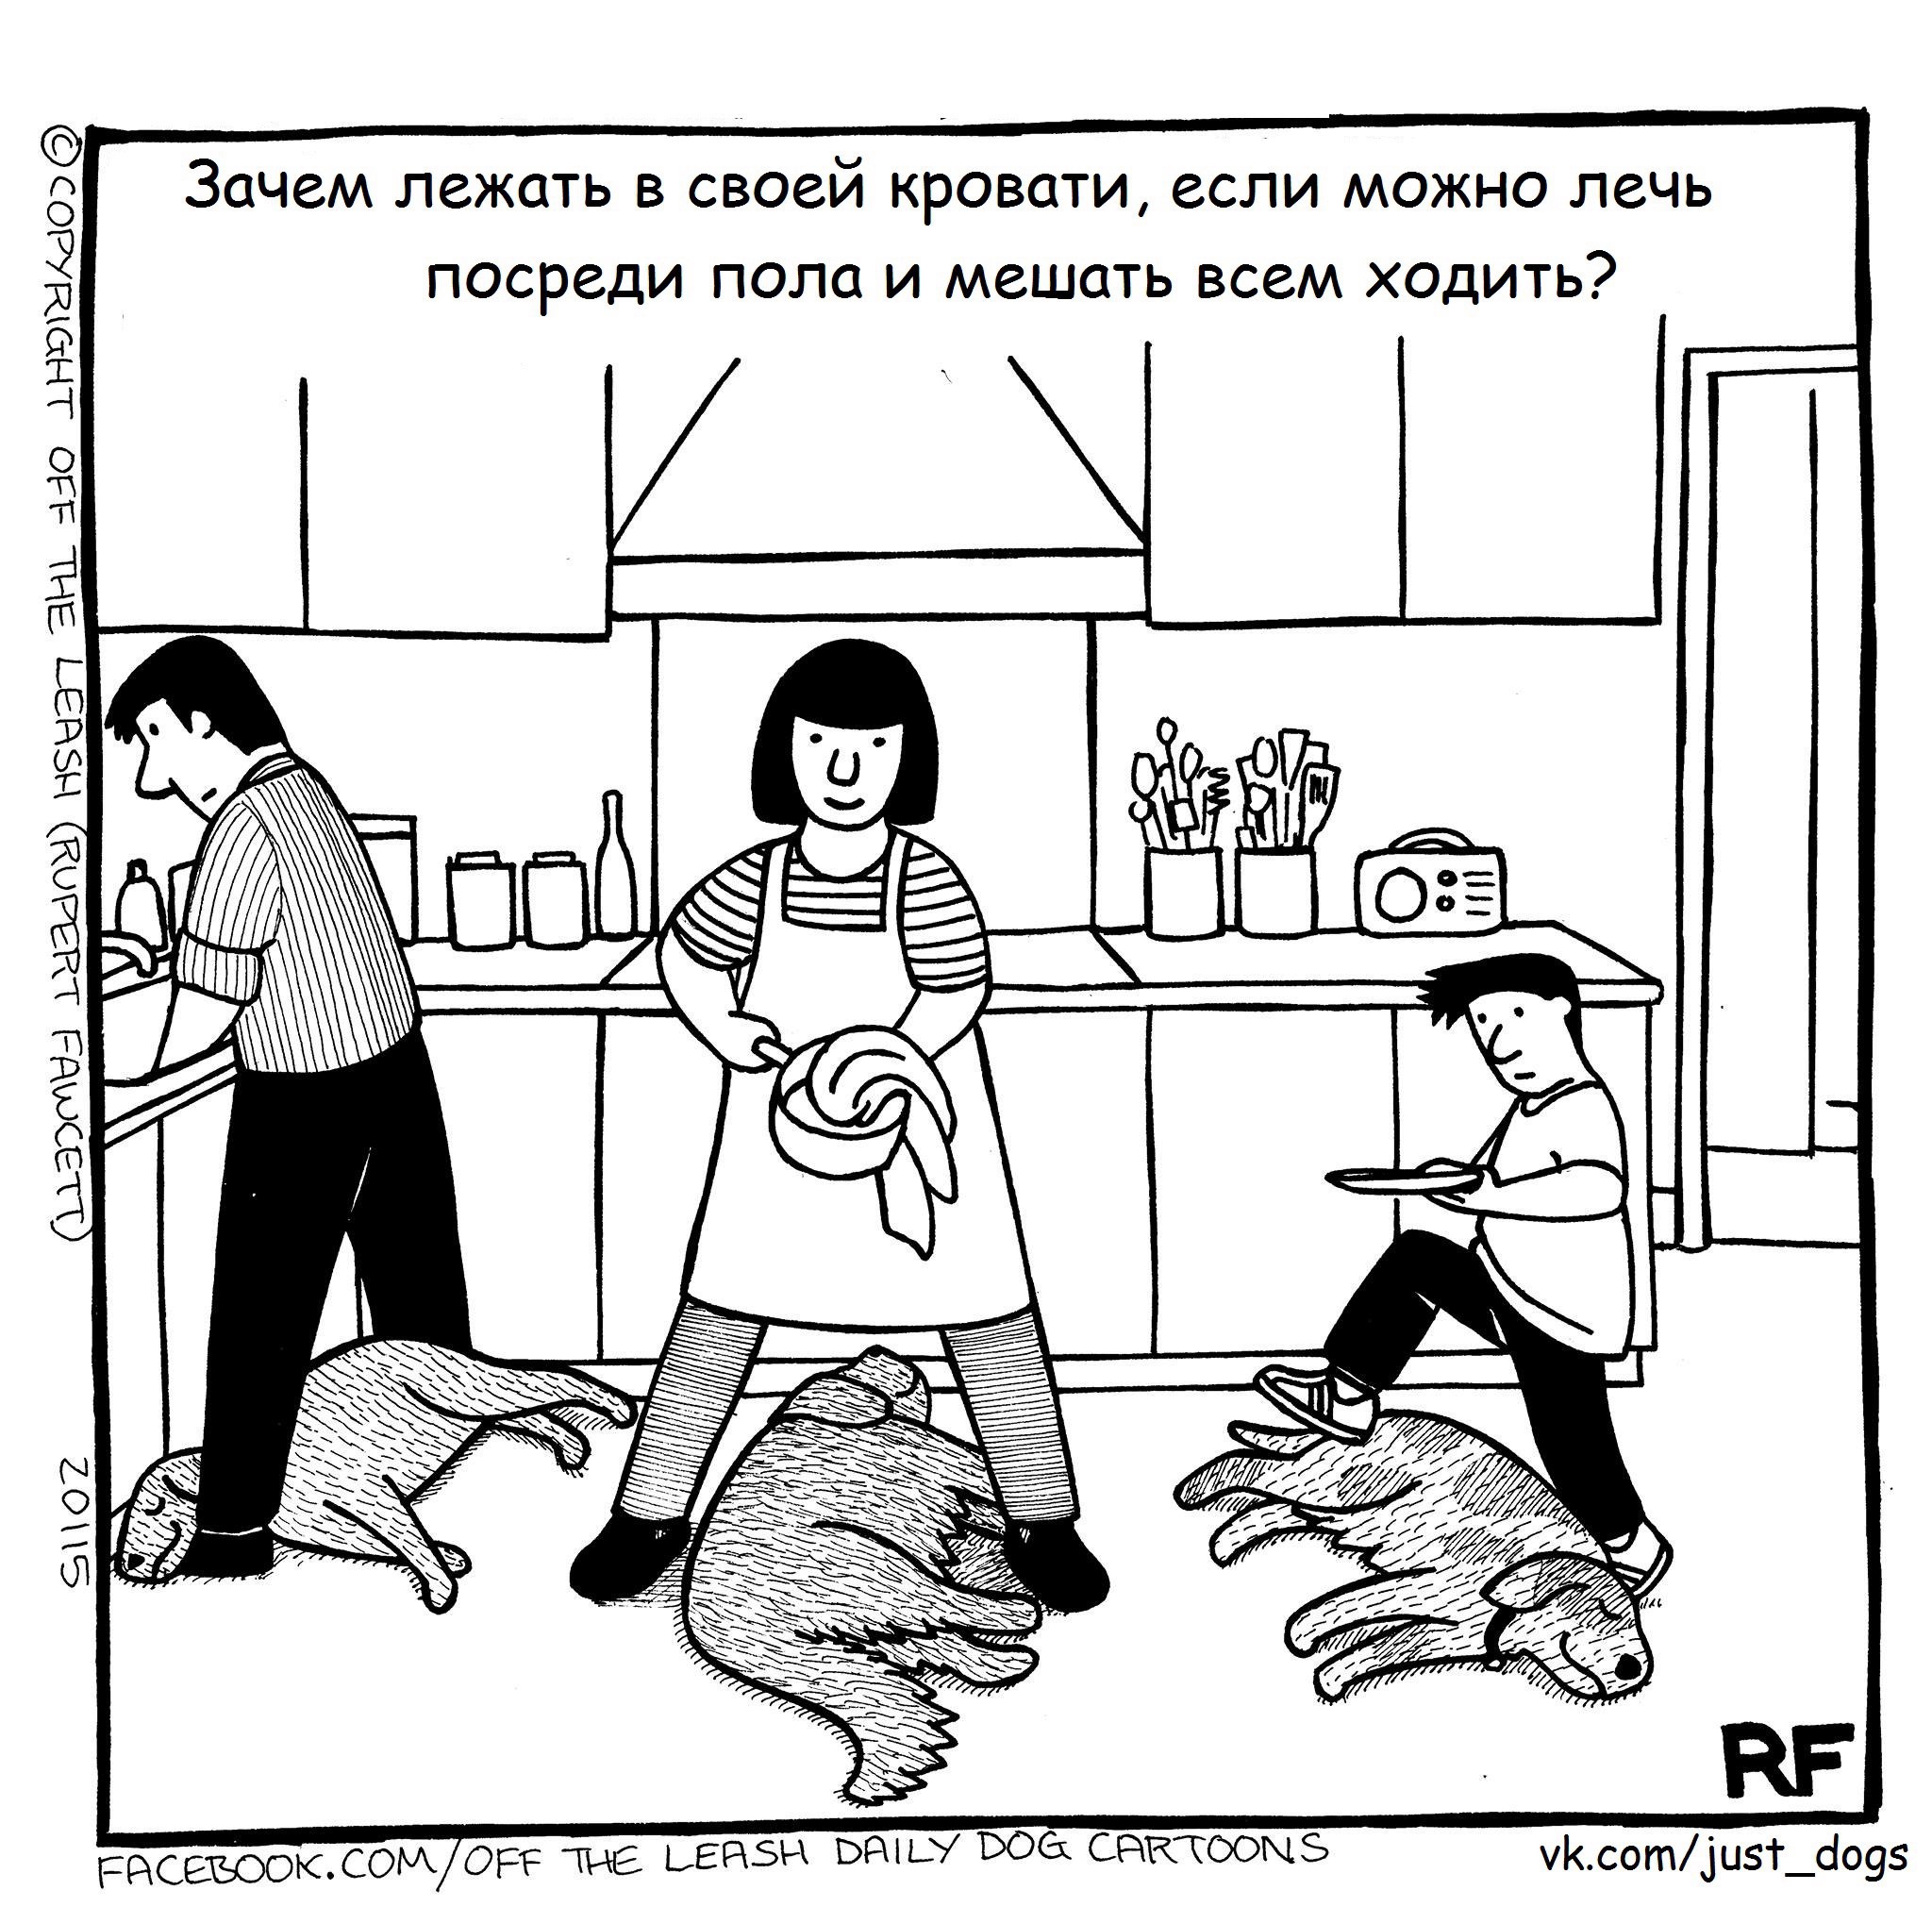 Зачем лежать в своей кровати, если можно лечь
посреди пола и мешать всем ходить?
©COPYRIGHT OFF THE LEASH (RUPERT FAWCETT)
20115
RF
FACEBOOK.COM/OFF THE LEASH DAILY DOG CARTOONS
vk.com/just_dogs